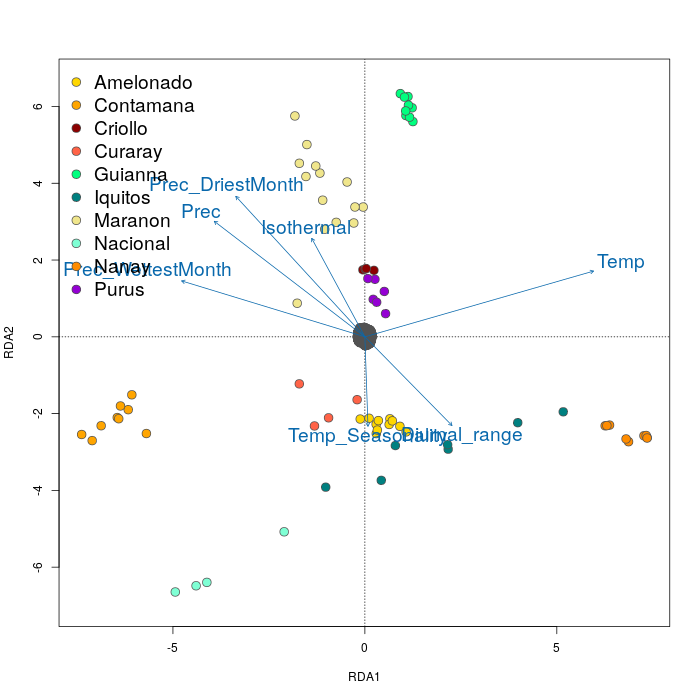 Amelonado
Contamana
Criollo
Curaray
Guianna
Iquitos
Maranon
Nacional
Nanay
Purus
Prec_DriestMonth
Prec
Isothermal
Prec_WettestMonth
Temp
Temp_Seasonality
Diurnal_range
RDA2
6
4
2
0
-2
-4
-6
-5
0
5
RDA1